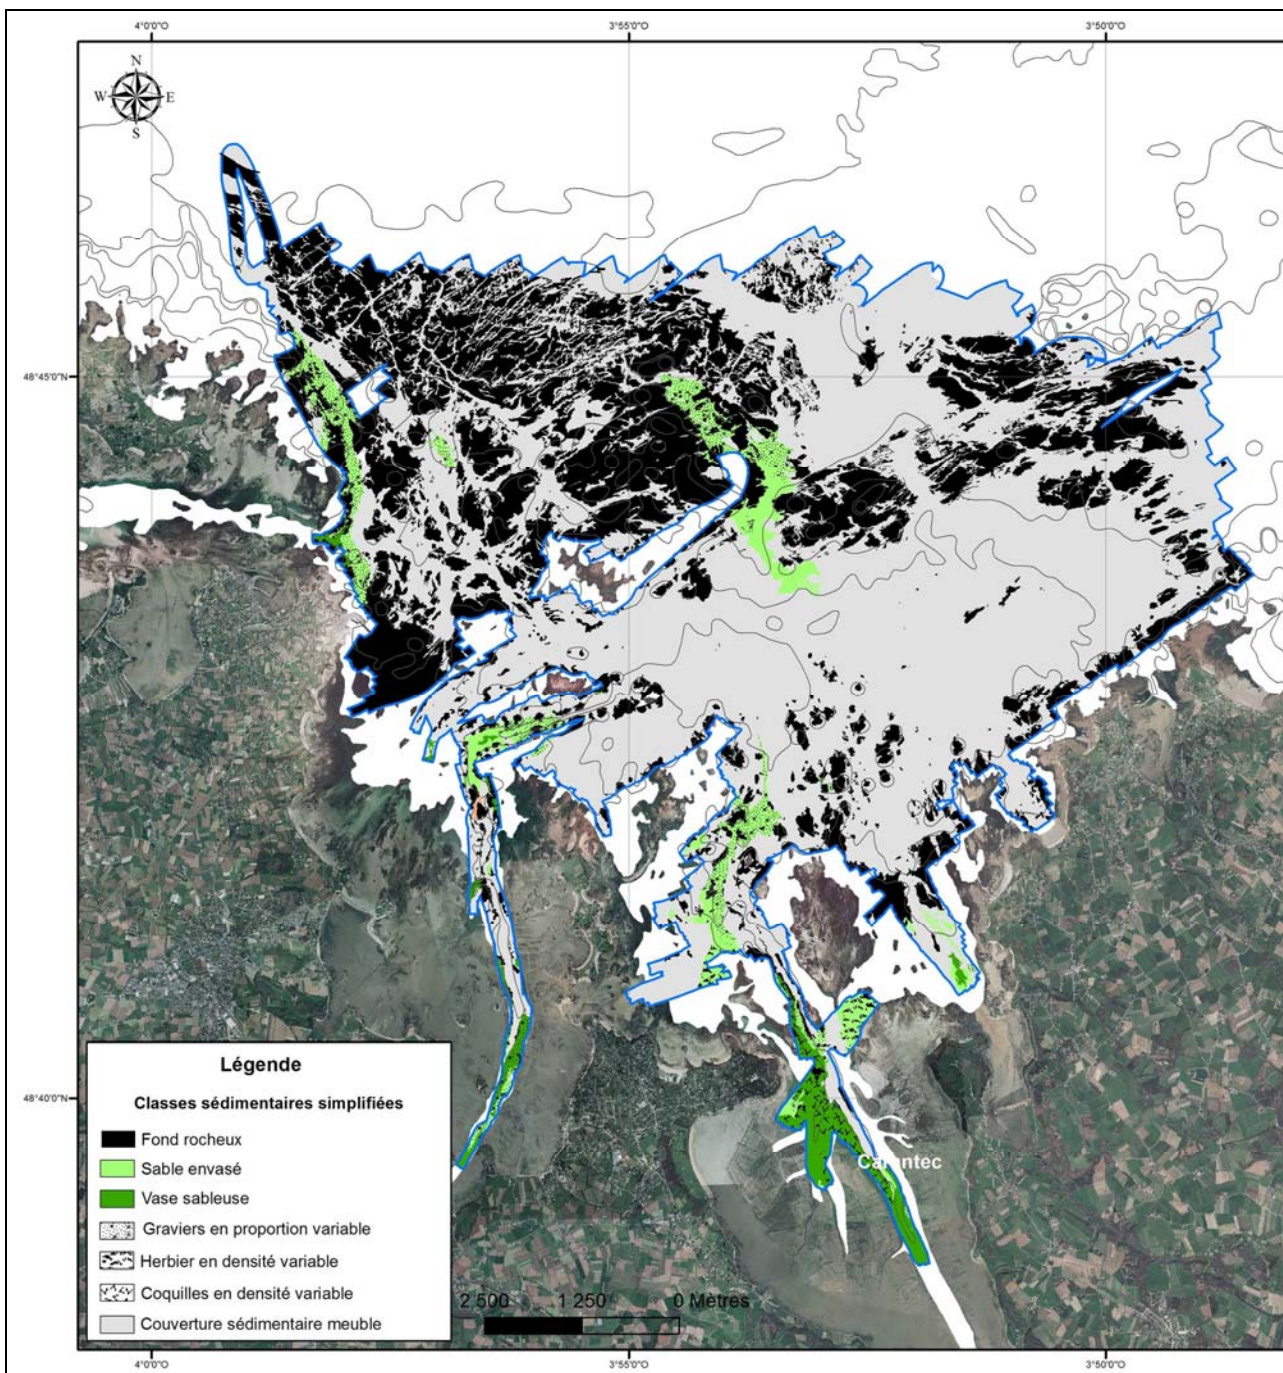 4°0'0"O 3°55'0"O 3°50'0"O
N
W E
S
48°45'0"N
48°40'0"N
Légende
Classes sédimentaires simplifiées
Fond rocheux
Sable envasé
Vase sableuse
Graviers en proportion variable
Herbier en densité variable
Coquilles en densité variable
Couverture sédimentaire meuble
Carantec
2 500 1 250 0 Mètres
4°0'0"O 3°55'0"O 3°50'0"O